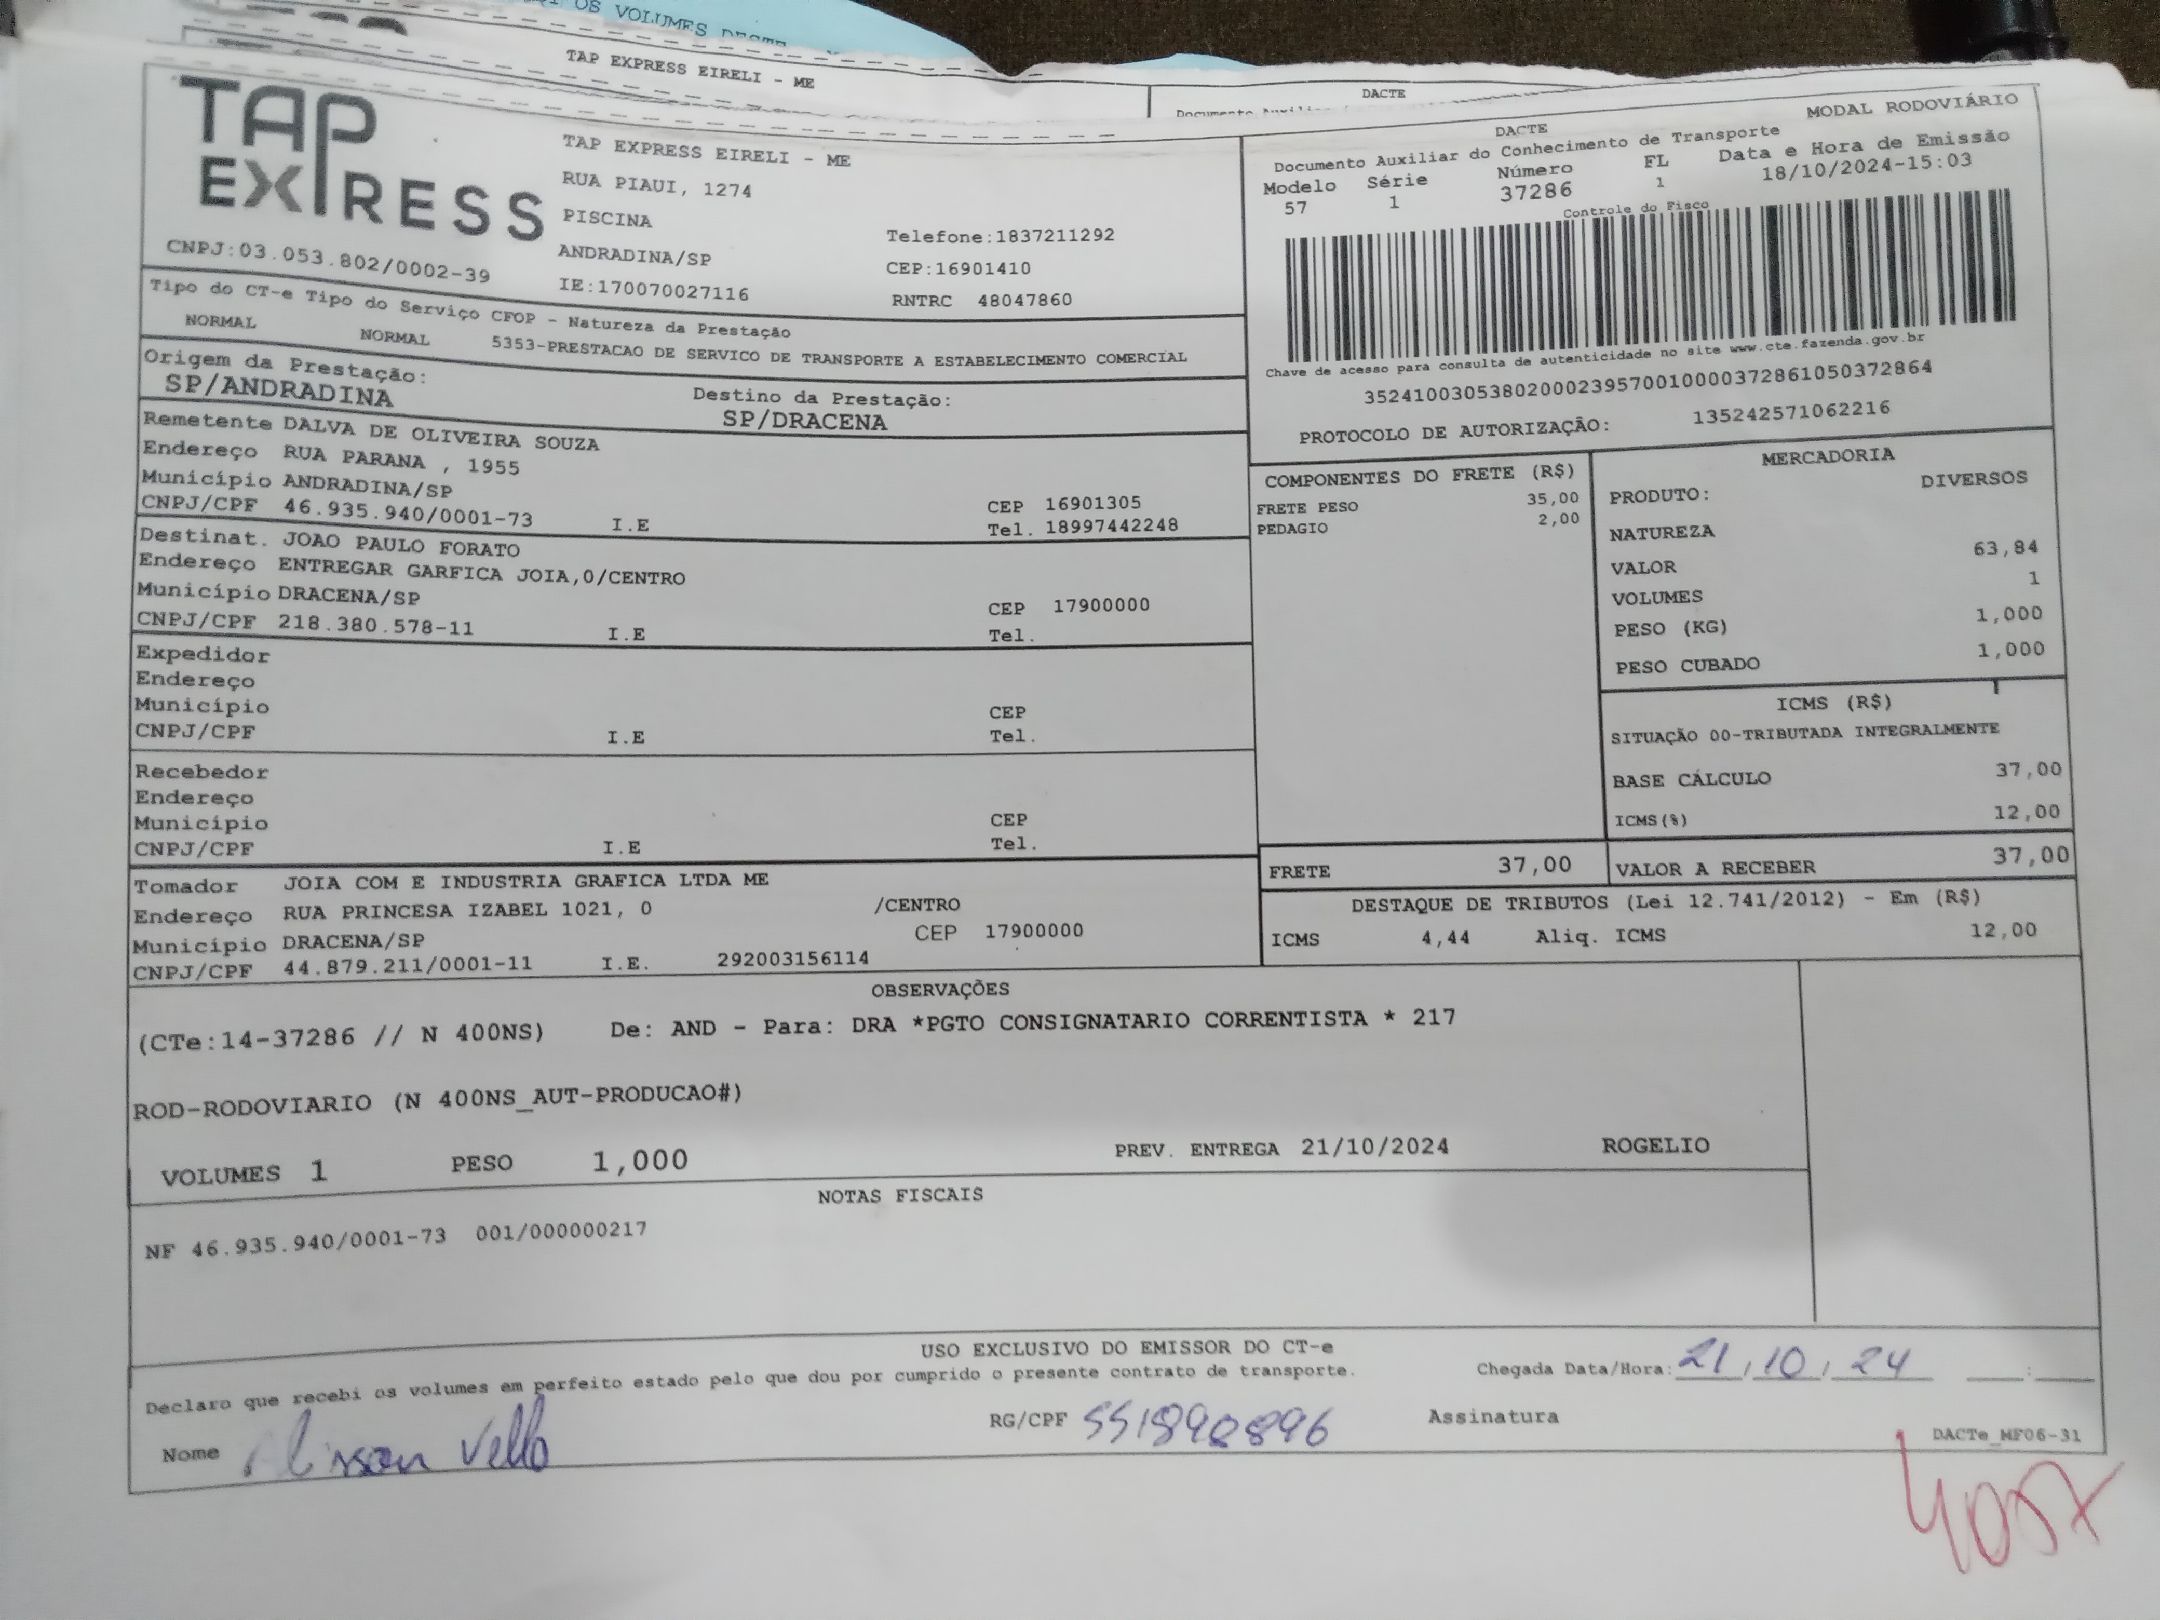 OS VOLUMES DESTE
TAP EXPRESS EIRELI - ME
DACTE
TAP EXPRESS
TAP EXPRESS EIRELI - ME
RUA PIAUI, 1274
PISCINA
Telefone:1837211292
ANDRADINA/SP
CEP:16901410
CNPJ:03.053.802/0002-39
IE:170070027116
RNTRC 48047860
MODAL RODOVIÁRIO
DACTE
Documento Auxiliar do Conhecimento de Transporte
Modelo Série Número FL Data e Hora de Emissão
57 1 37286 1 18/10/2024-15:03
Controle do Fisco
Chave de acesso para consulta de autenticidade no site www.cte.fazenda.gov.br
35241003053802000239570010000372861050372864
PROTOCOLO DE AUTORIZAÇÃO: 135242571062216
Tipo do CT-e Tipo do Serviço CFOP - Natureza da Prestação
NORMAL NORMAL 5353-PRESTACAO DE SERVICO DE TRANSPORTE A ESTABELECIMENTO COMERCIAL
Origem da Prestação: Destino da Prestação:
SP/ANDRADINA SP/DRACENA
Remetente DALVA DE OLIVEIRA SOUZA
Endereço RUA PARANA , 1955
Município ANDRADINA/SP CEP 16901305
CNPJ/CPF 46.935.940/0001-73 I.E Tel. 18997442248
Destinat. JOAO PAULO FORATO
Endereço ENTREGAR GARFICA JOIA,0/CENTRO
Município DRACENA/SP CEP 17900000
CNPJ/CPF 218.380.578-11 I.E Tel.
Expedidor
Endereço
Município CEP
CNPJ/CPF I.E Tel.
Recebedor
Endereço
Município CEP
CNPJ/CPF I.E Tel.
Tomador JOIA COM E INDUSTRIA GRAFICA LTDA ME
Endereço RUA PRINCESA IZABEL 1021, 0 /CENTRO
Município DRACENA/SP CEP 17900000
CNPJ/CPF 44.879.211/0001-11 I.E. 292003156114
COMPONENTES DO FRETE (R$)
FRETE PESO 35,00
PEDAGIO 2,00
MERCADORIA
PRODUTO: DIVERSOS
NATUREZA
VALOR 63,84
VOLUMES 1
PESO (KG) 1,000
PESO CUBADO 1,000
ICMS (R$)
SITUAÇÃO 00-TRIBUTADA INTEGRALMENTE
BASE CÁLCULO 37,00
ICMS(%) 12,00
FRETE 37,00 VALOR A RECEBER 37,00
DESTAQUE DE TRIBUTOS (Lei 12.741/2012) - Em (R$)
ICMS 4,44 Aliq. ICMS 12,00
OBSERVAÇÕES
(CTe:14-37286 // N 400NS) De: AND - Para: DRA *PGTO CONSIGNATARIO CORRENTISTA * 217
ROD-RODOVIARIO (N 400NS_AUT-PRODUCAO#)
VOLUMES 1 PESO 1,000 PREV. ENTREGA 21/10/2024 ROGELIO
NOTAS FISCAIS
NF 46.935.940/0001-73 001/000000217
USO EXCLUSIVO DO EMISSOR DO CT-e
Declaro que recebi os volumes em perfeito estado pelo que dou por cumprido o presente contrato de transporte. Chegada Data/Hora: 21/10/24 :
Nome Alisson Vello RG/CPF 551898896 Assinatura
DACTe_MF06-31